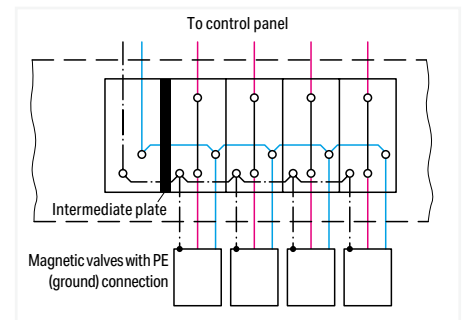 To control panel
Intermediate plate
Magnetic valves with PE
(ground) connection